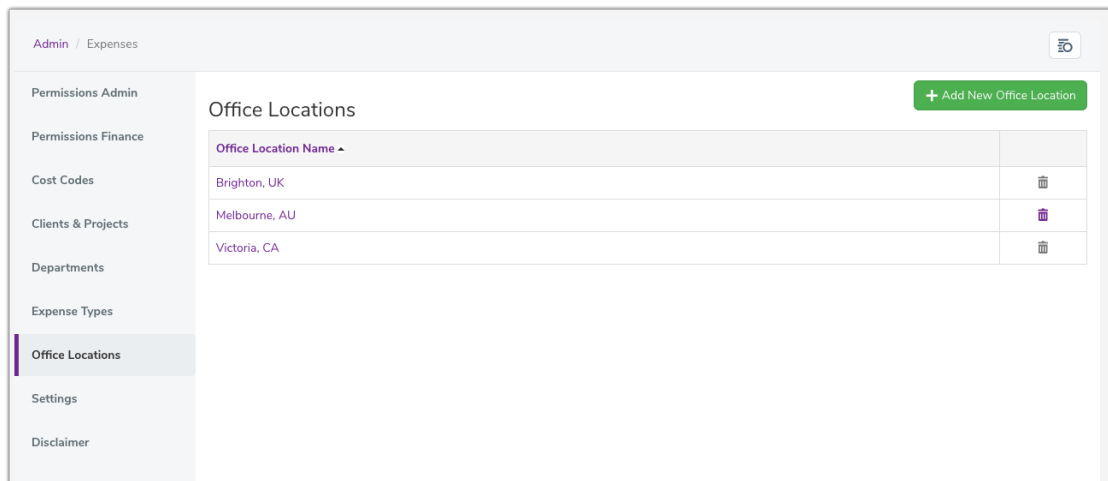 Admin / Expenses
Permissions Admin
Permissions Finance
Cost Codes
Clients & Projects
Departments
Expense Types
Office Locations
Settings
Disclaimer
Office Locations
+ Add New Office Location
Office Location Name
Brighton, UK
Melbourne, AU
Victoria, CA